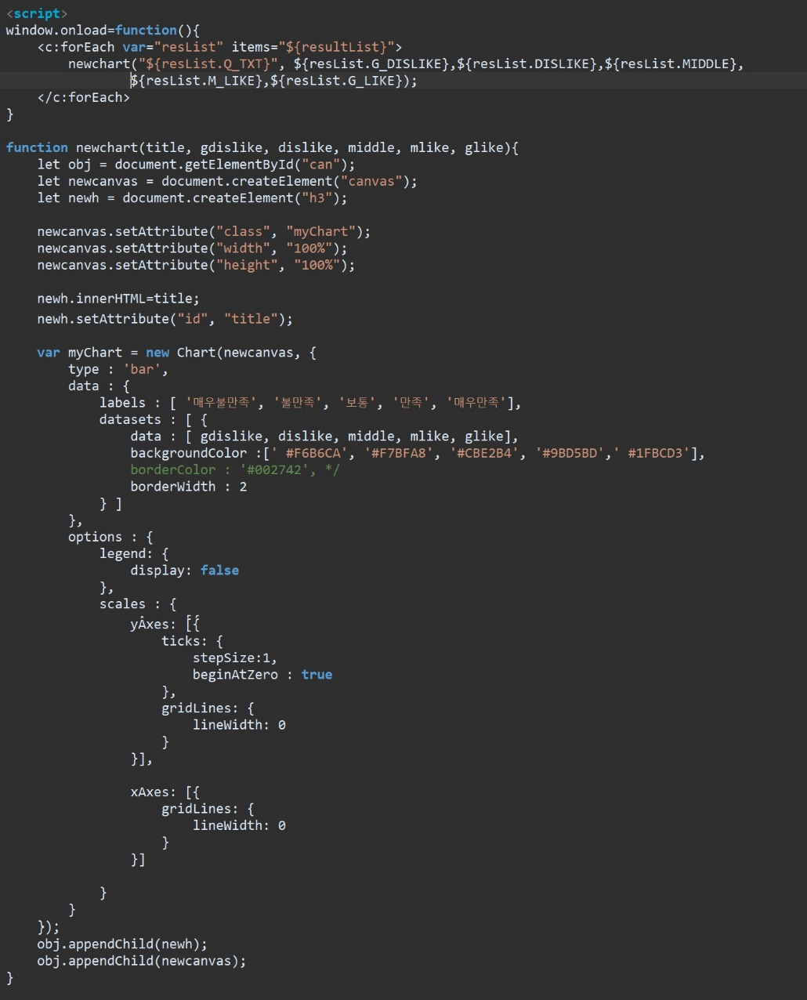 <script>
window.onload=function(){
<c:forEach var="resList" items="${resultList}">
newchart("${resList.Q_TXT}", ${resList.G_DISLIKE},${resList.DISLIKE},${resList.MIDDLE},
${resList.M_LIKE},${resList.G_LIKE});
</c:forEach>
}
function newchart(title, gdislike, dislike, middle, mlike, glike){
let obj = document.getElementById("can");
let newcanvas = document.createElement("canvas");
let newh = document.createElement("h3");
newcanvas.setAttribute("class", "myChart");
newcanvas.setAttribute("width", "100%");
newcanvas.setAttribute("height", "100%");
newh.innerHTML=title;
newh.setAttribute("id", "title");
var myChart = new Chart(newcanvas, {
type : 'bar',
data : {
labels : [ '매우불만족', '불만족', '보통', '만족', '매우만족'],
datasets : [ {
data : [ gdislike, dislike, middle, mlike, glike],
backgroundColor :[' #F6B6CA', '#F7BFA8', '#CBE2B4', '#9BD5BD',' #1FBCD3'],
borderColor : '#002742', */
borderWidth : 2
} ]
},
options : {
legend: {
display: false
},
scales : {
yAxes: [{
ticks: {
stepSize:1,
beginAtZero : true
},
gridLines: {
lineWidth: 0
}
}],
xAxes: [{
gridLines: {
lineWidth: 0
}
}]
}
}
});
obj.appendChild(newh);
obj.appendChild(newcanvas);
}